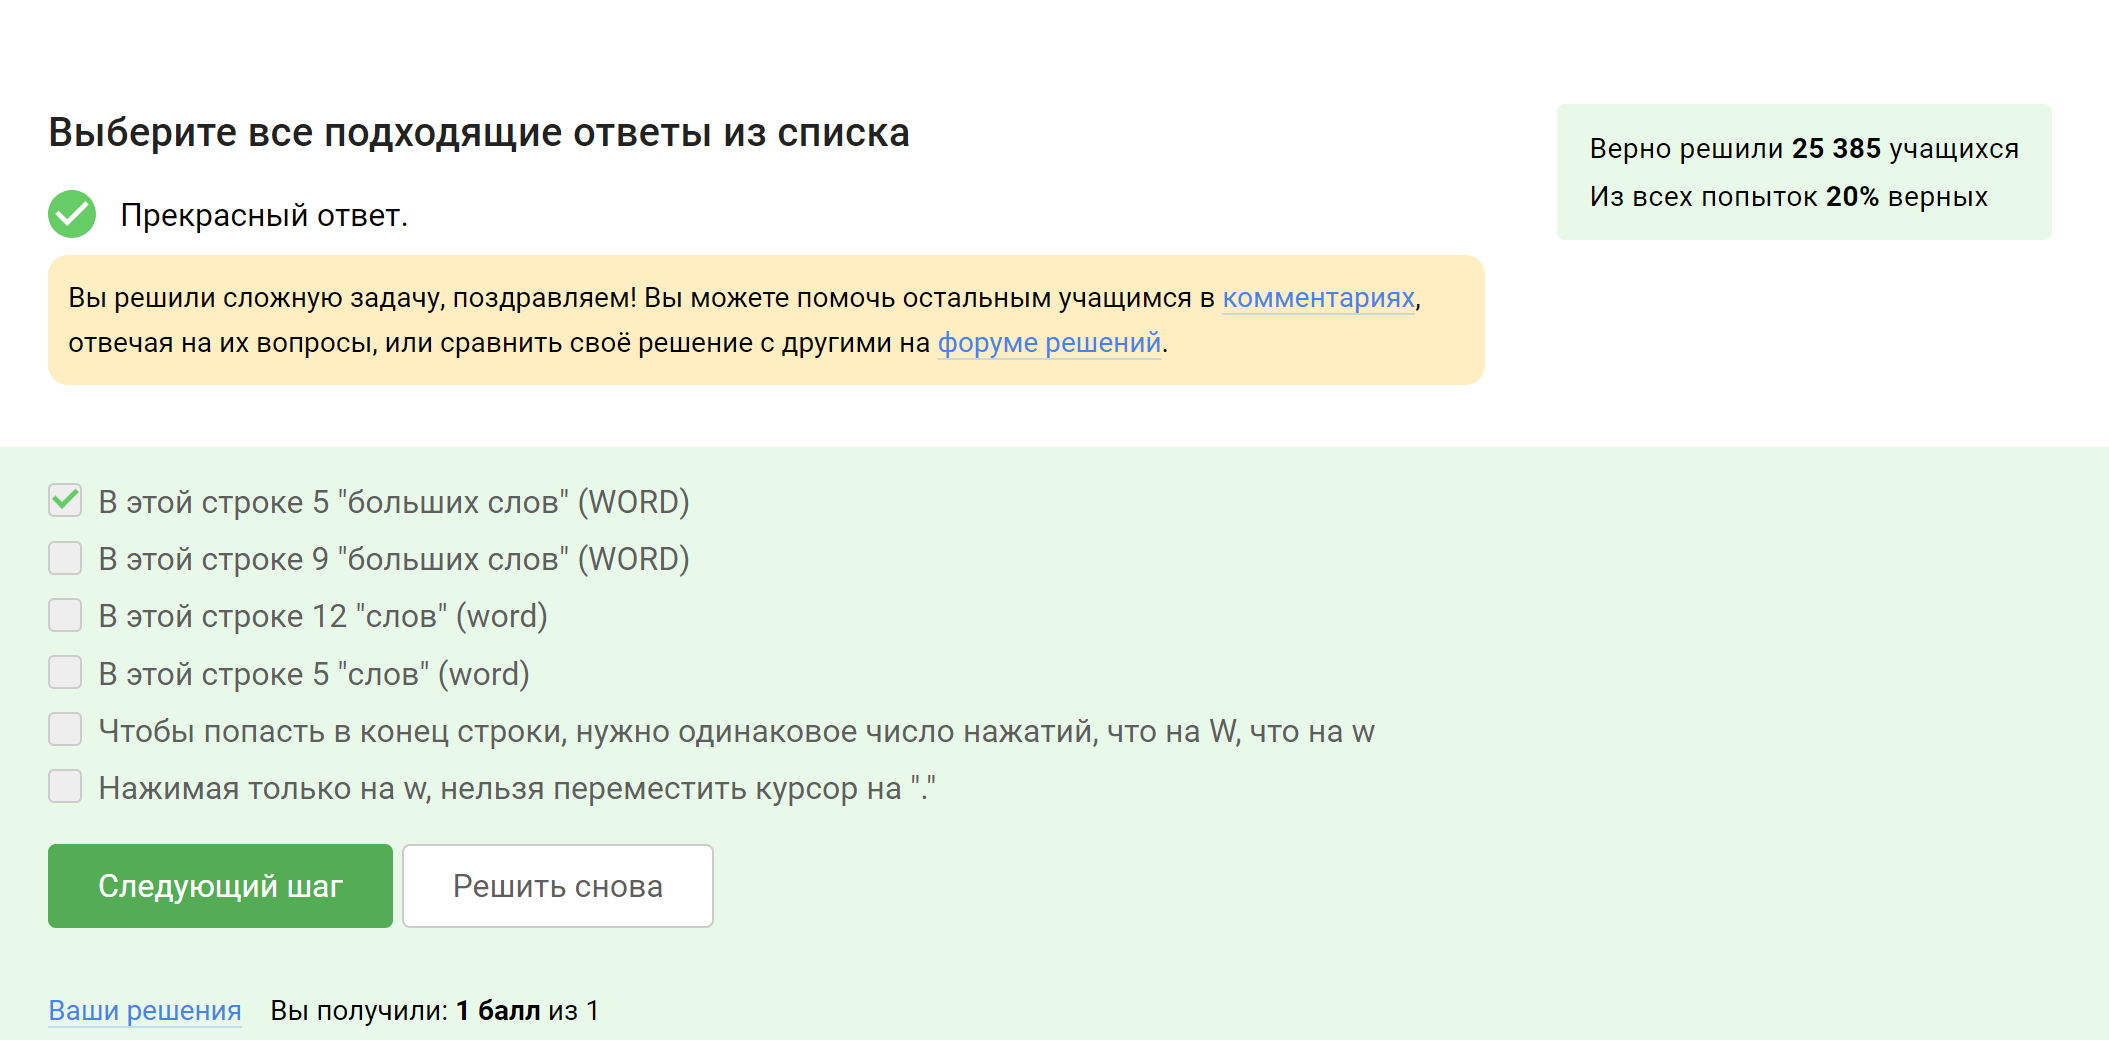 Выберите все подходящие ответы из списка
Верно решили 25 385 учащихся
Из всех попыток 20% верных
Прекрасный ответ.
Вы решили сложную задачу, поздравляем! Вы можете помочь остальным учащимся в комментариях,
отвечая на их вопросы, или сравнить своё решение с другими на форуме решений.
В этой строке 5 "больших слов" (WORD)
В этой строке 9 "больших слов" (WORD)
В этой строке 12 "слов" (word)
В этой строке 5 "слов" (word)
Чтобы попасть в конец строки, нужно одинаковое число нажатий, что на W, что на w
Нажимая только на w, нельзя переместить курсор на "."
Следующий шаг
Решить снова
Ваши решения Вы получили: 1 балл из 1